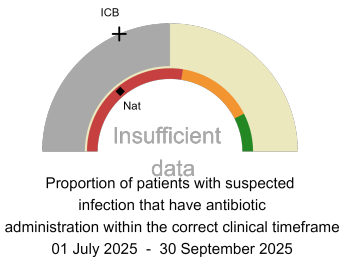 ICB
Nat
Insufficient
data
Proportion of patients with suspected
infection that have antibiotic
administration within the correct clinical timeframe
01 July 2025 - 30 September 2025